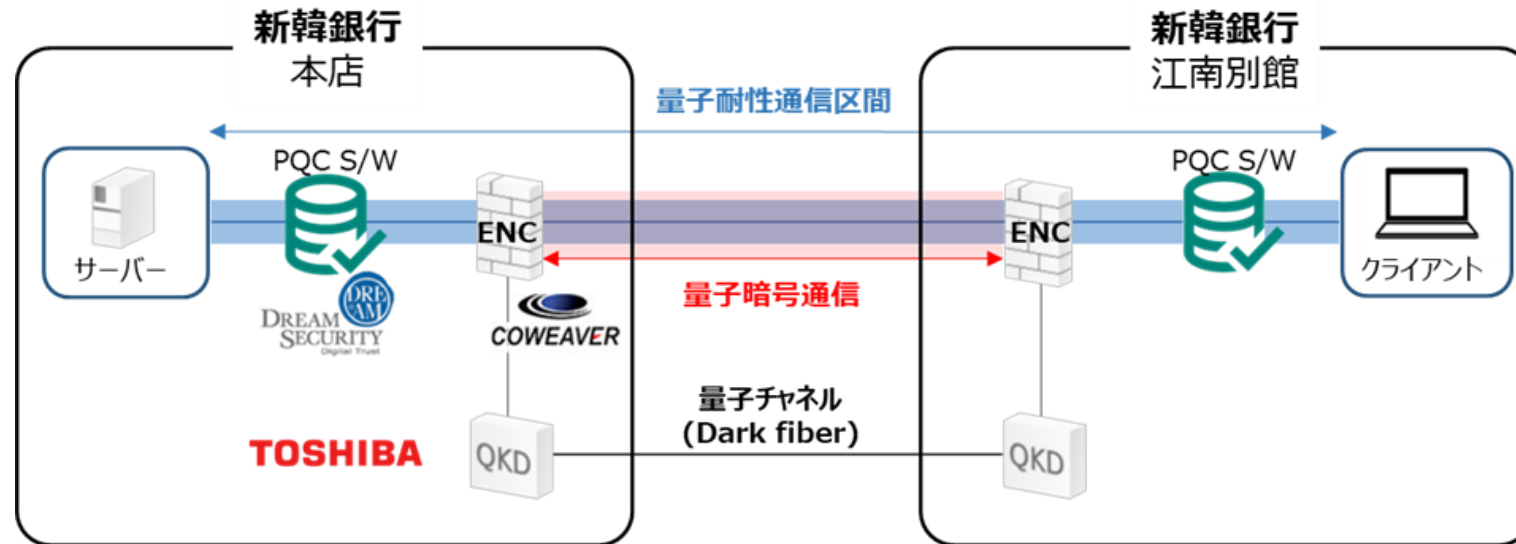 新韓銀行
本店
新韓銀行
江南別館
量子耐性通信区間
PQC S/W
PQC S/W
サーバー
ENC
ENC
クライアント
量子暗号通信
DREAM
SECURITY
Digital Trust
DRE
AM
COWEAVER
量子チャネル
(Dark fiber)
TOSHIBA
QKD
QKD